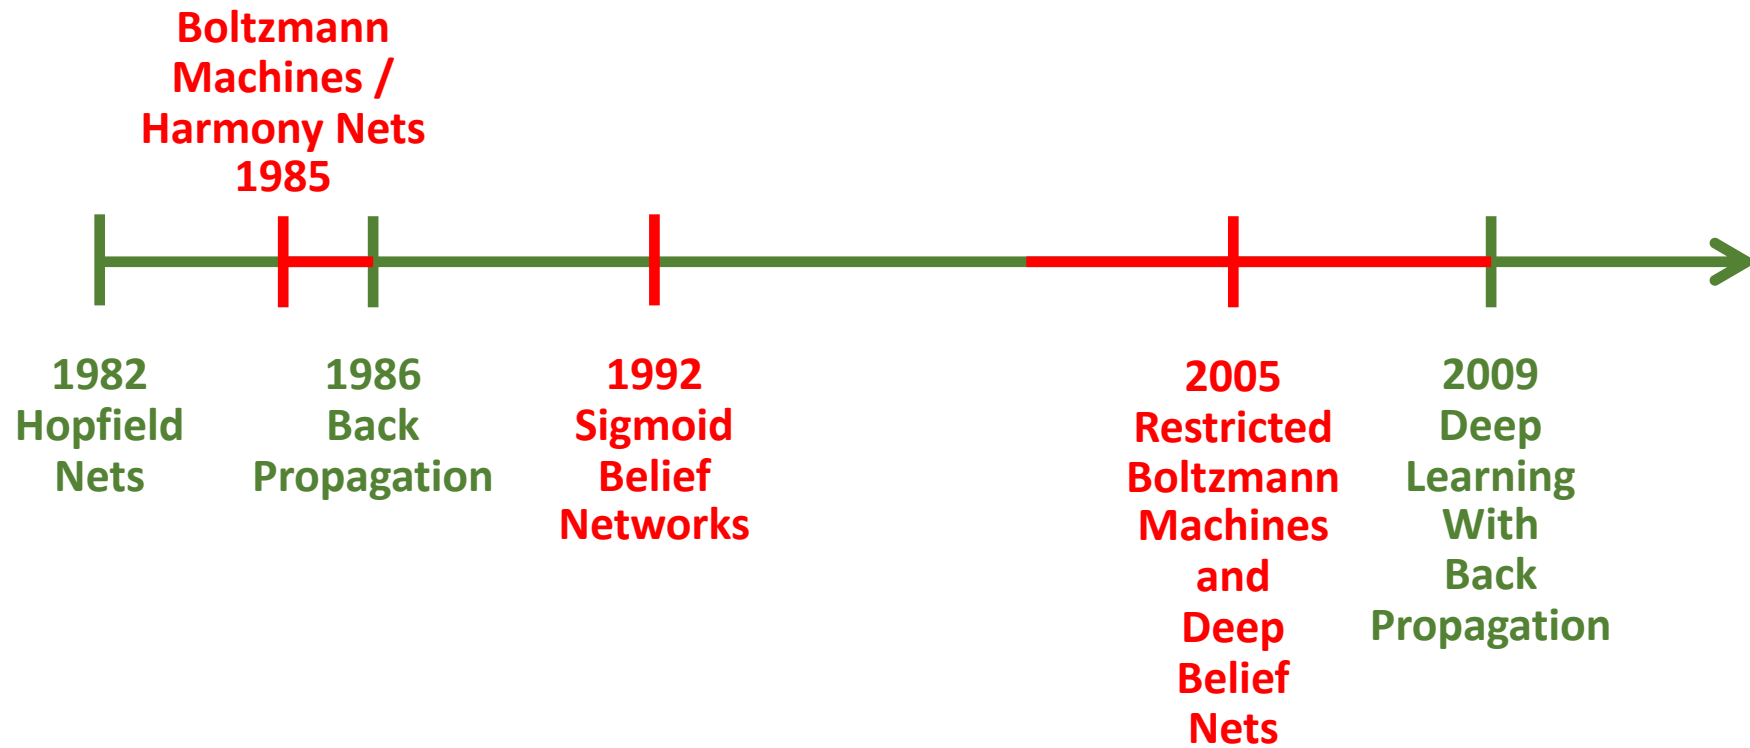 Boltzmann
Machines /
Harmony Nets
1985
1982
Hopfield
Nets
1986
Back
Propagation
1992
Sigmoid
Belief
Networks
2005
Restricted
Boltzmann
Machines
and
Deep
Belief
Nets
2009
Deep
Learning
With
Back
Propagation